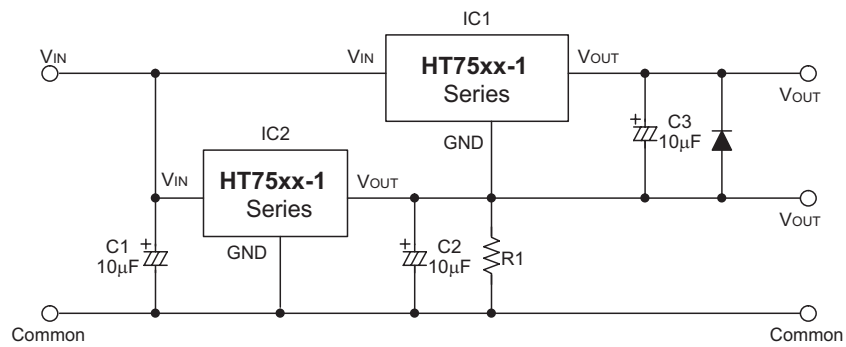 IC1
VIN
VIN
HT75xx-1
Series
VOUT
VOUT
GND
C3
10μF
IC2
VIN
HT75xx-1
Series
VOUT
VOUT
GND
C1
10μF
C2
10μF
R1
Common
Common